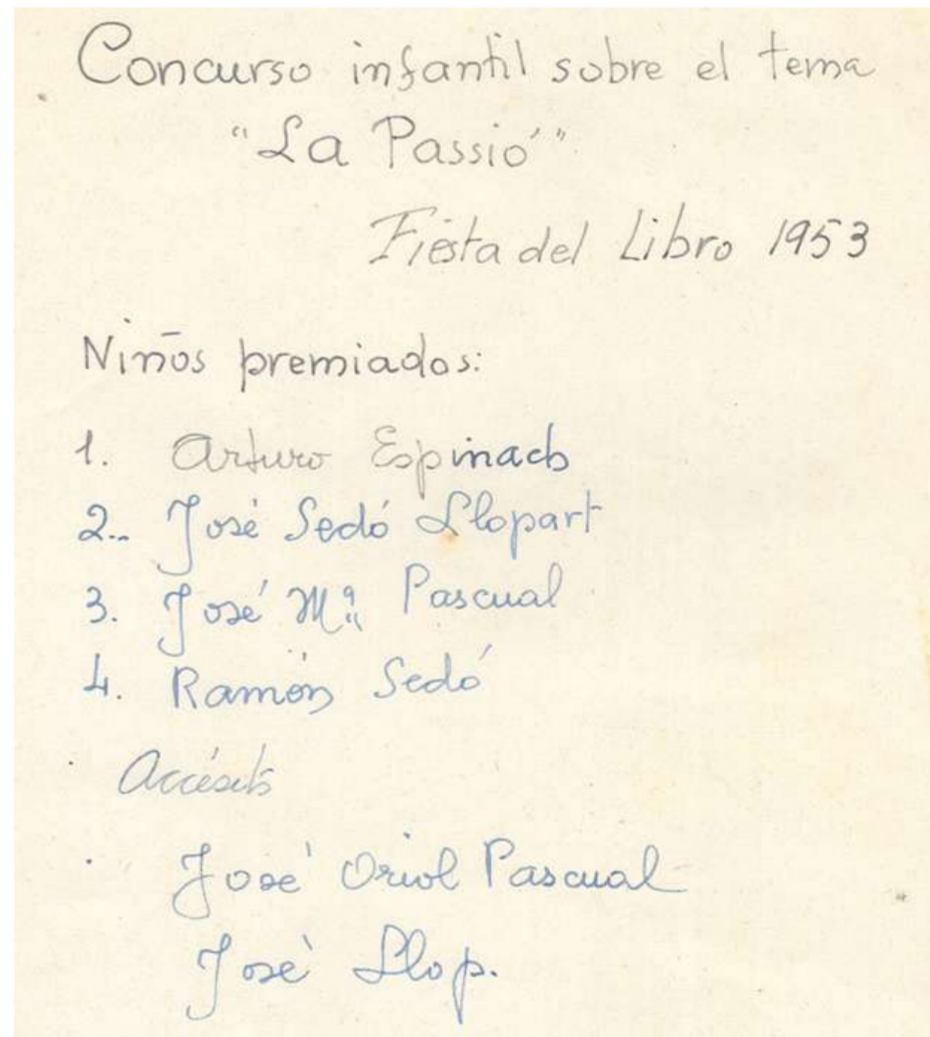 Concurso infantil sobre el tema
"La Passió"
Fiesta del Libro 1953
Niños premiados:
1. Arturo Espinach
2.. José Sedó Llopart
3. José Mª Pascual
4. Ramón Sedó
Accésits
José Oriol Pascual
José Llop.